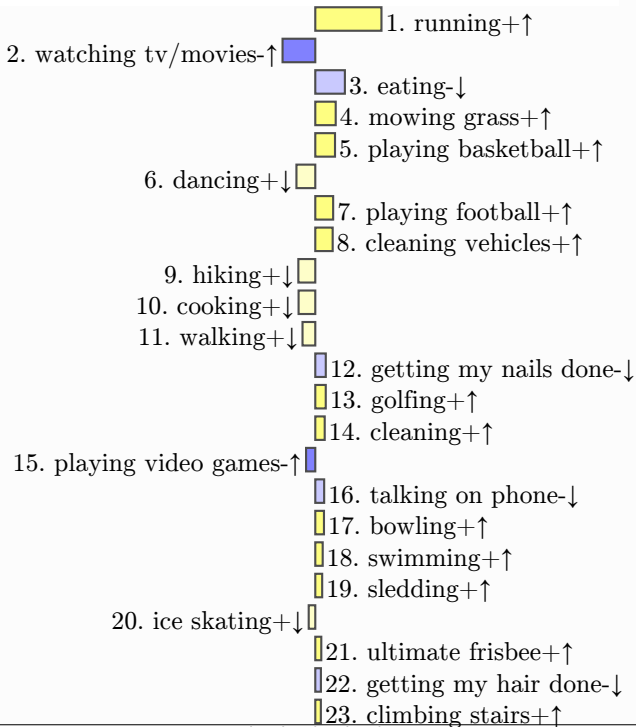 1. running+↑
2. watching tv/movies-↑
3. eating-↓
4. mowing grass+↑
5. playing basketball+↑
6. dancing+↓
7. playing football+↑
8. cleaning vehicles+↑
9. hiking+↓
10. cooking+↓
11. walking+↓
12. getting my nails done-↓
13. golfing+↑
14. cleaning+↑
15. playing video games-↑
16. talking on phone-↓
17. bowling+↑
18. swimming+↑
19. sledding+↑
20. ice skating+↓
21. ultimate frisbee+↑
22. getting my hair done-↓
23. climbing stairs+↑